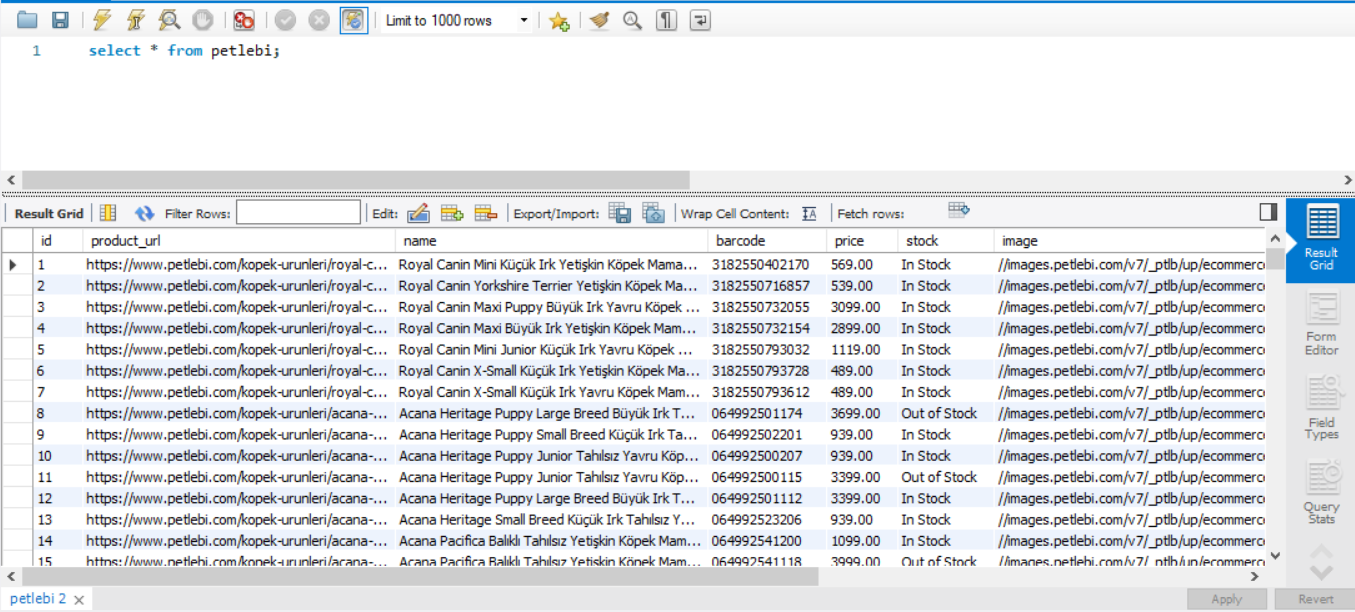 Limit to 1000 rows
1 select * from petlebi;
Result Grid Filter Rows: Edit: Export/Import: Wrap Cell Content: Fetch rows:
id product_url name barcode price stock image
1 https://www.petlebi.com/kopek-urunleri/royal-c... Royal Canin Mini Küçük Irk Yetişkin Köpek Mama... 3182550402170 569.00 In Stock //images.petlebi.com/v7/_ptlb/up/ecommerc
2 https://www.petlebi.com/kopek-urunleri/royal-c... Royal Canin Yorkshire Terrier Yetişkin Köpek Ma... 3182550716857 539.00 In Stock //images.petlebi.com/v7/_ptlb/up/ecommerc
3 https://www.petlebi.com/kopek-urunleri/royal-c... Royal Canin Maxi Puppy Büyük Irk Yavru Köpek ... 3182550732055 3099.00 In Stock //images.petlebi.com/v7/_ptlb/up/ecommerc
4 https://www.petlebi.com/kopek-urunleri/royal-c... Royal Canin Maxi Büyük Irk Yetişkin Köpek Mam... 3182550732154 2899.00 In Stock //images.petlebi.com/v7/_ptlb/up/ecommerc
5 https://www.petlebi.com/kopek-urunleri/royal-c... Royal Canin Mini Junior Küçük Irk Yavru Köpek ... 3182550793032 1119.00 In Stock //images.petlebi.com/v7/_ptlb/up/ecommerc
6 https://www.petlebi.com/kopek-urunleri/royal-c... Royal Canin X-Small Küçük Irk Yetişkin Köpek Ma... 3182550793728 489.00 In Stock //images.petlebi.com/v7/_ptlb/up/ecommerc
7 https://www.petlebi.com/kopek-urunleri/royal-c... Royal Canin X-Small Küçük Irk Yavru Köpek Mam... 3182550793612 489.00 In Stock //images.petlebi.com/v7/_ptlb/up/ecommerc
8 https://www.petlebi.com/kopek-urunleri/acana-... Acana Heritage Puppy Large Breed Büyük Irk T... 064992501174 3699.00 Out of Stock //images.petlebi.com/v7/_ptlb/up/ecommerc
9 https://www.petlebi.com/kopek-urunleri/acana-... Acana Heritage Puppy Small Breed Küçük Irk Ta... 064992502201 939.00 In Stock //images.petlebi.com/v7/_ptlb/up/ecommerc
10 https://www.petlebi.com/kopek-urunleri/acana-... Acana Heritage Puppy Junior Tahılsız Yavru Köp... 064992500207 939.00 In Stock //images.petlebi.com/v7/_ptlb/up/ecommerc
11 https://www.petlebi.com/kopek-urunleri/acana-... Acana Heritage Puppy Junior Tahılsız Yavru Köp... 064992500115 3399.00 Out of Stock //images.petlebi.com/v7/_ptlb/up/ecommerc
12 https://www.petlebi.com/kopek-urunleri/acana-... Acana Heritage Puppy Large Breed Büyük Irk T... 064992501112 3399.00 In Stock //images.petlebi.com/v7/_ptlb/up/ecommerc
13 https://www.petlebi.com/kopek-urunleri/acana-... Acana Heritage Small Breed Küçük Irk Tahılsız Y... 064992523206 939.00 In Stock //images.petlebi.com/v7/_ptlb/up/ecommerc
14 https://www.petlebi.com/kopek-urunleri/acana-... Acana Pacifica Balıklı Tahılsız Yetişkin Köpek Mam... 064992541200 1099.00 In Stock //images.petlebi.com/v7/_ptlb/up/ecommerc
15 https://www.petlebi.com/kopek-urunleri/acana-... Acana Pacifica Balıklı Tahılsız Yetişkin Köpek Mam... 064992541118 3999.00 Out of Stock //images.petlebi.com/v7/_ptlb/up/ecommerc
Result
Grid
Form
Editor
Field
Types
Query
Stats
petlebi 2
Apply Revert